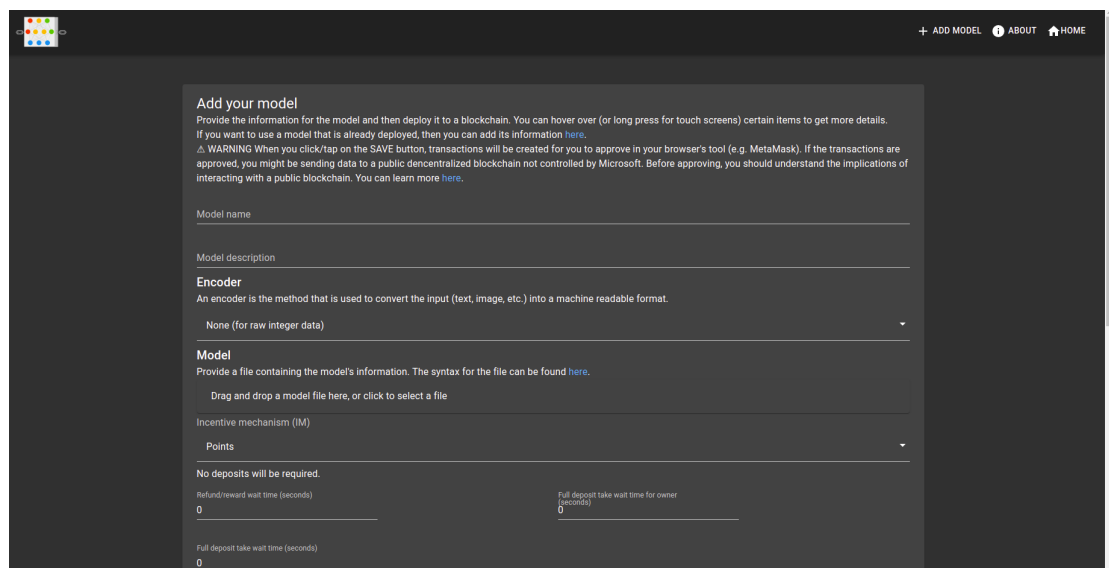 ADD MODEL ABOUT HOME
Add your model
Provide the information for the model and then deploy it to a blockchain. You can hover over (or long press for touch screens) certain items to get more details.
If you want to use a model that is already deployed, then you can add its information here.
⚠ WARNING When you click/tap on the SAVE button, transactions will be created for you to approve in your browser's tool (e.g. MetaMask). If the transactions are
approved, you might be sending data to a public dencentralized blockchain not controlled by Microsoft. Before approving, you should understand the implications of
interacting with a public blockchain. You can learn more here.
Model name
Model description
Encoder
An encoder is the method that is used to convert the input (text, image, etc.) into a machine readable format.
None (for raw integer data)
Model
Provide a file containing the model's information. The syntax for the file can be found here.
Drag and drop a model file here, or click to select a file
Incentive mechanism (IM)
Points
No deposits will be required.
Refund/reward wait time (seconds)
0
Full deposit take wait time for owner
(seconds)
0
Full deposit take wait time (seconds)
0